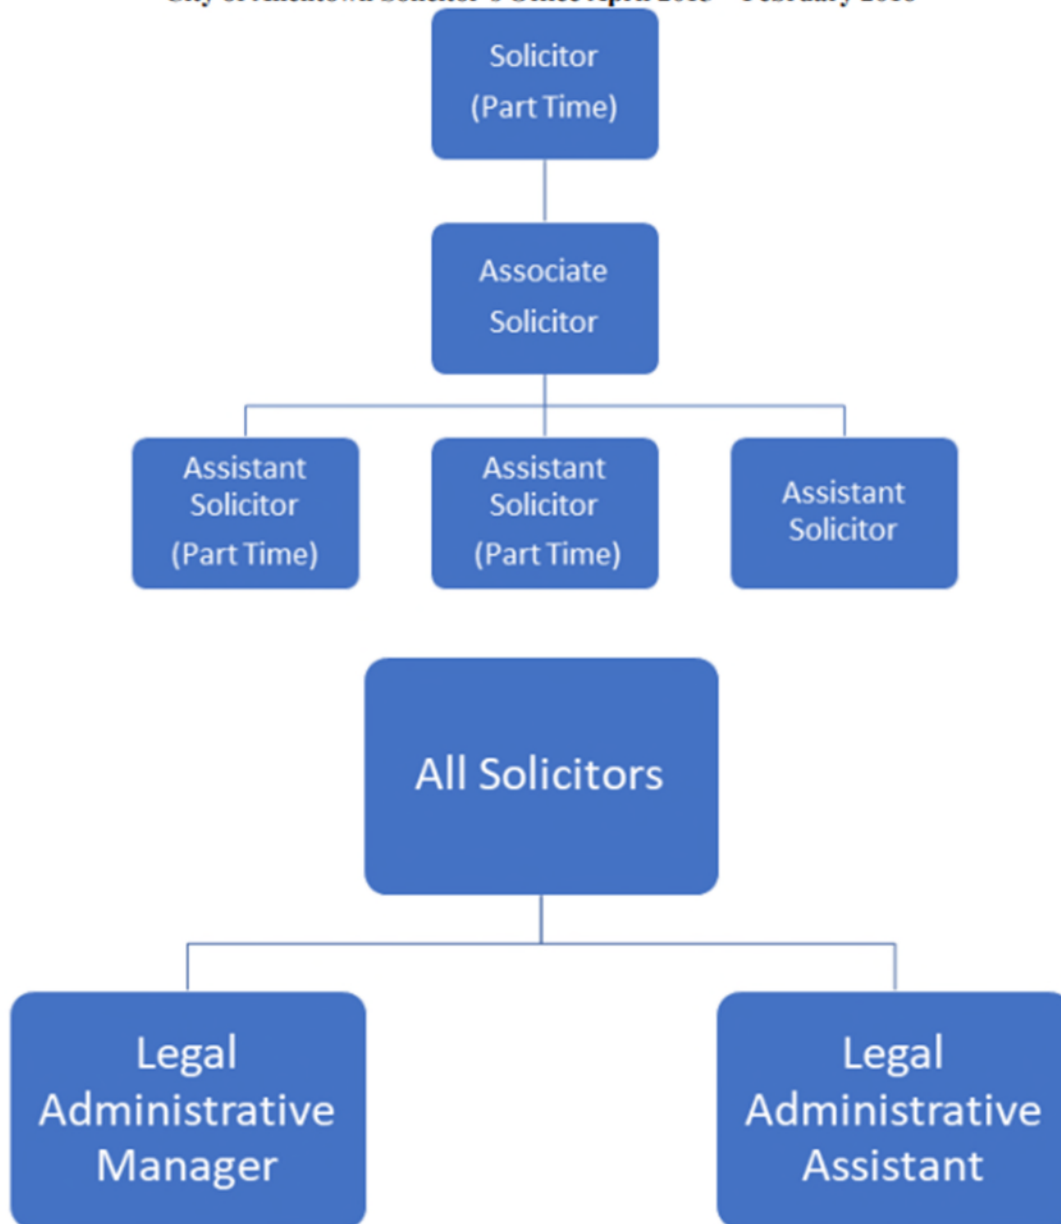 Solicitor
(Part Time)
Associate
Solicitor
Assistant
Solicitor
(Part Time)
Assistant
Solicitor
(Part Time)
Assistant
Solicitor
All Solicitors
Legal
Administrative
Manager
Legal
Administrative
Assistant